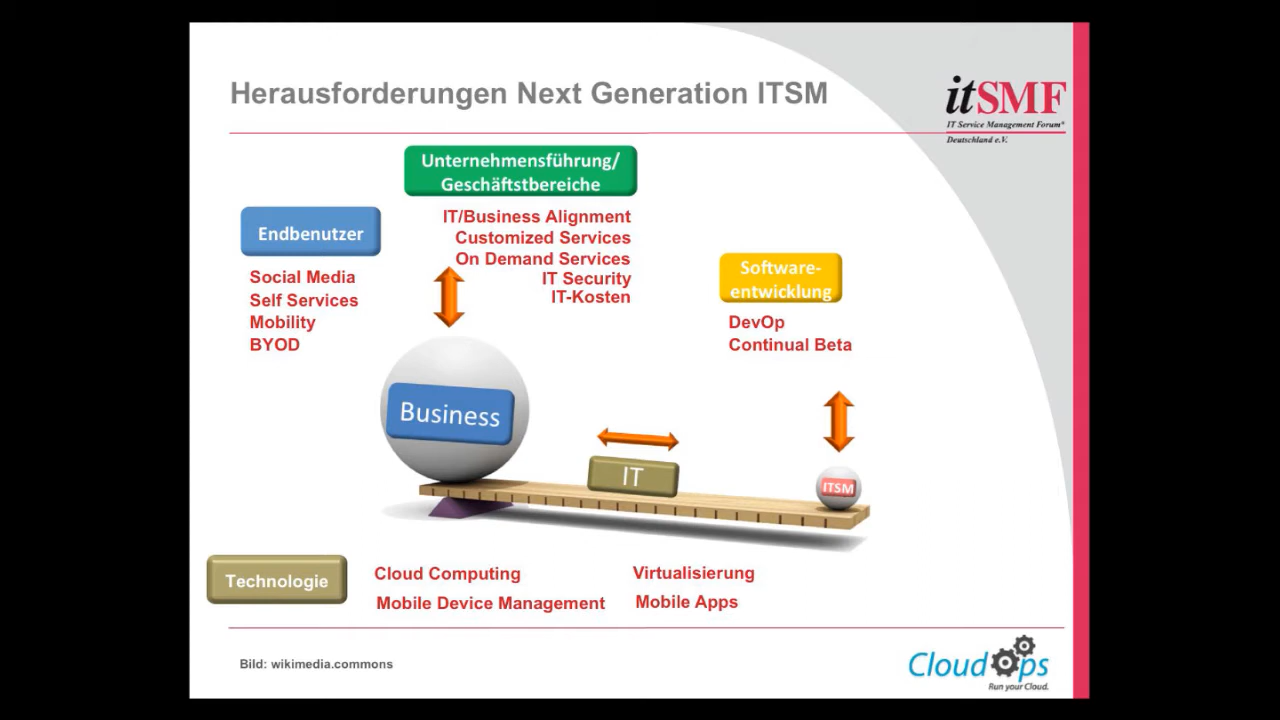 Herausforderungen Next Generation ITSM
itSMF
IT Service Management Forum®
Deutschland e.V.
Unternehmensführung/
Geschäftstbereiche
IT/Business Alignment
Customized Services
On Demand Services
IT Security
IT-Kosten
Endbenutzer
Social Media
Self Services
Mobility
BYOD
Software-
entwicklung
DevOp
Continual Beta
Business
IT
ITSM
Technologie
Cloud Computing
Virtualisierung
Mobile Device Management
Mobile Apps
Bild: wikimedia.commons
CloudOps
Run your Cloud.